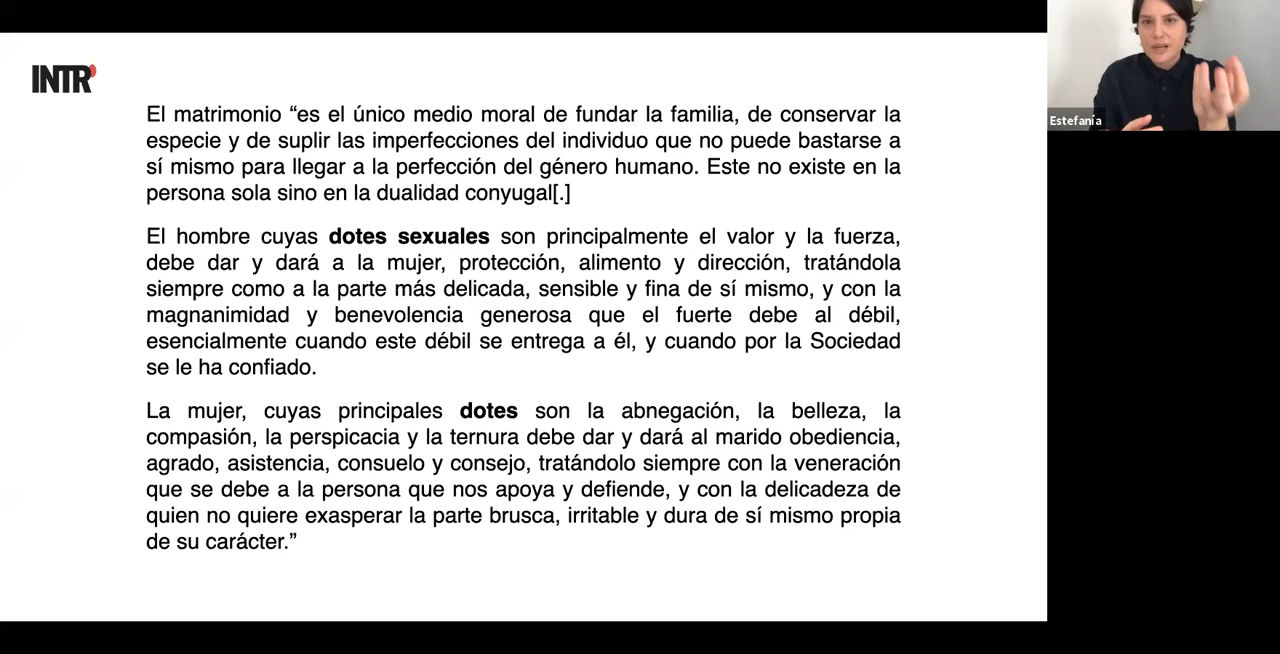 INTR
El matrimonio “es el único medio moral de fundar la familia, de conservar la
especie y de suplir las imperfecciones del individuo que no puede bastarse a
sí mismo para llegar a la perfección del género humano. Este no existe en la
persona sola sino en la dualidad conyugal[.]
El hombre cuyas dotes sexuales son principalmente el valor y la fuerza,
debe dar y dará a la mujer, protección, alimento y dirección, tratándola
siempre como a la parte más delicada, sensible y fina de sí mismo, y con la
magnanimidad y benevolencia generosa que el fuerte debe al débil,
esencialmente cuando este débil se entrega a él, y cuando por la Sociedad
se le ha confiado.
La mujer, cuyas principales dotes son la abnegación, la belleza, la
compasión, la perspicacia y la ternura debe dar y dará al marido obediencia,
agrado, asistencia, consuelo y consejo, tratándolo siempre con la veneración
que se debe a la persona que nos apoya y defiende, y con la delicadeza de
quien no quiere exasperar la parte brusca, irritable y dura de sí mismo propia
de su carácter.”
Estefanía